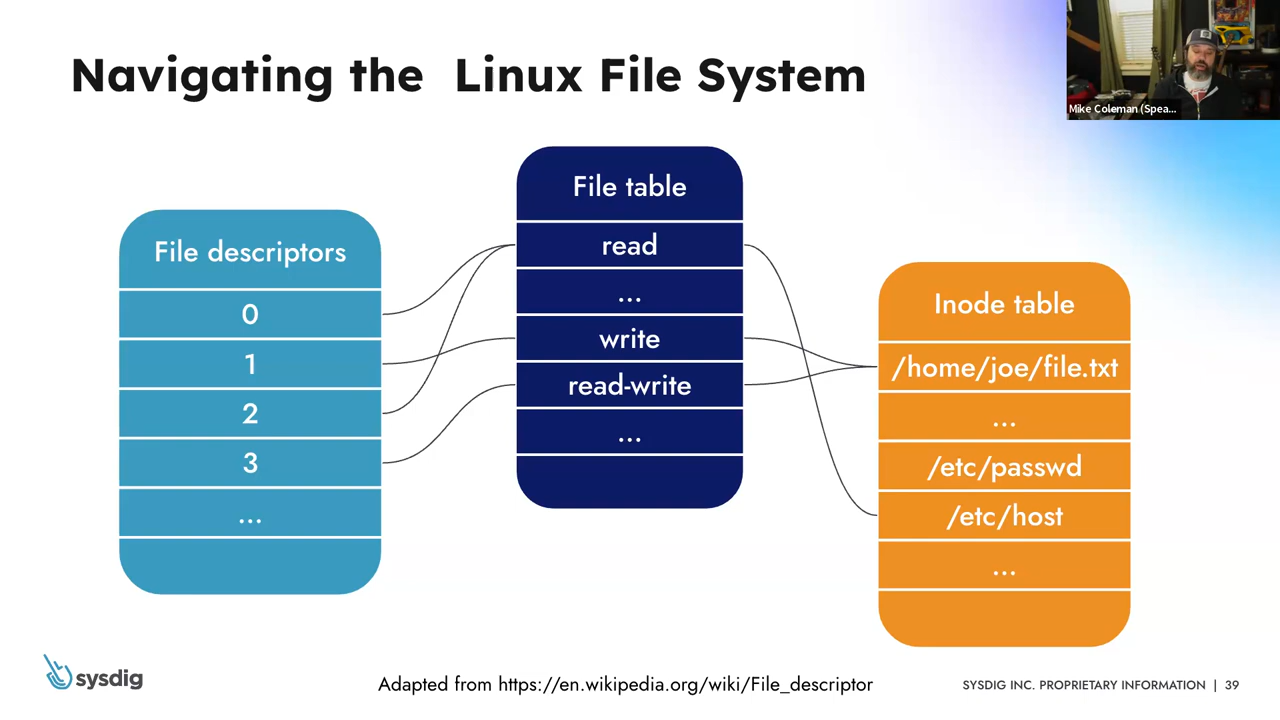 Navigating the  Linux File System
Mike Coleman (Spea...
File descriptors
0
1
2
3
...
File table
read
...
write
read-write
...
Inode table
/home/joe/file.txt
...
/etc/passwd
/etc/host
...
sysdig
Adapted from https://en.wikipedia.org/wiki/File_descriptor
SYSDIG INC. PROPRIETARY INFORMATION | 39